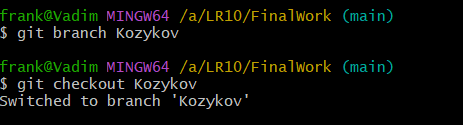 frank@Vadim MINGW64 /a/LR10/FinalWork (main)
$ git branch Kozykov
frank@Vadim MINGW64 /a/LR10/FinalWork (main)
$ git checkout Kozykov
Switched to branch 'Kozykov'